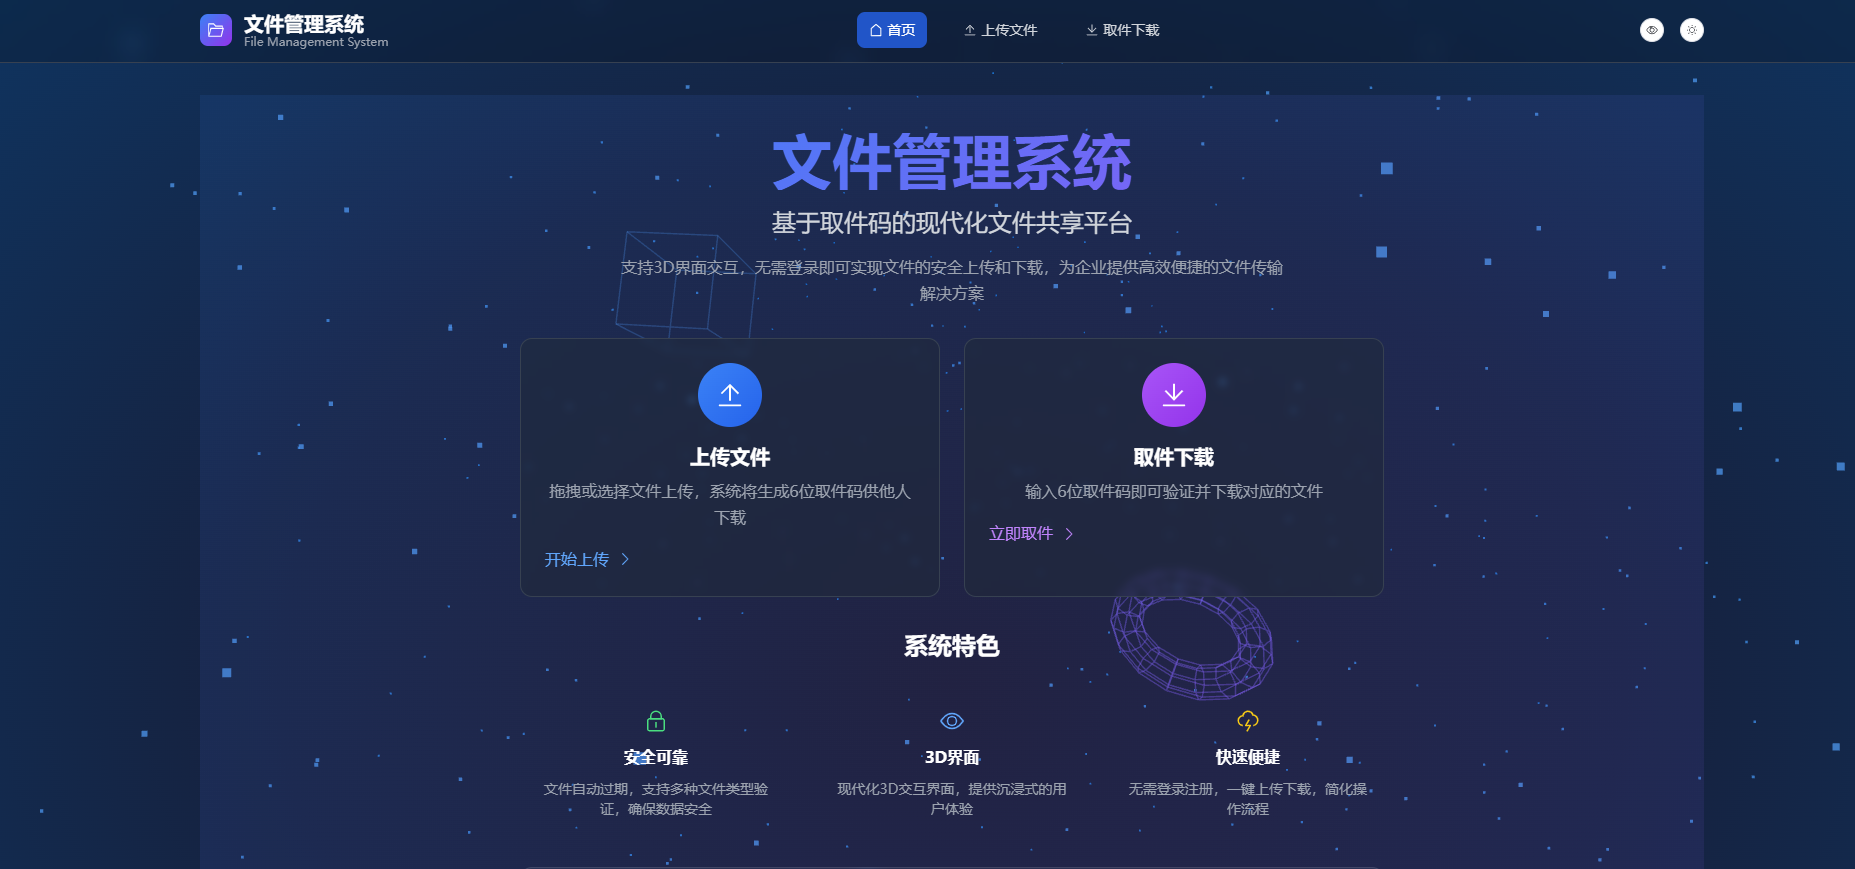 文件管理系统
File Management System
首页
上传文件
取件下载
文件管理系统
基于取件码的现代化文件共享平台
支持3D界面交互，无需登录即可实现文件的安全上传和下载，为企业提供高效便捷的文件传输
解决方案
上传文件
拖拽或选择文件上传，系统将生成6位取件码供他人
下载
开始上传
取件下载
输入6位取件码即可验证并下载对应的文件
立即取件
系统特色
安全可靠
文件自动过期，支持多种文件类型验
证，确保数据安全
3D界面
现代化3D交互界面，提供沉浸式的用
户体验
快速便捷
无需登录注册，一键上传下载，简化操
作流程